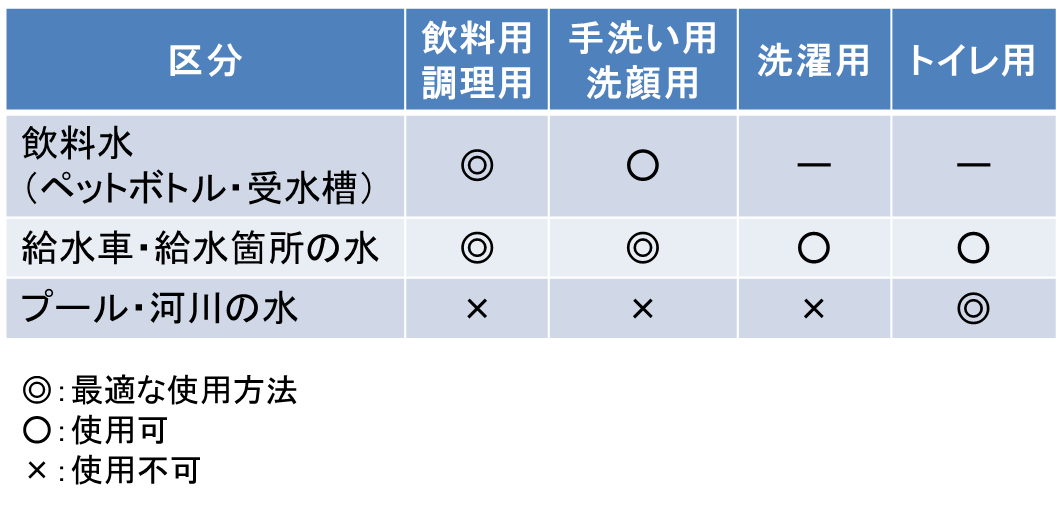 区分 飲料用 手洗い用 洗濯用 トイレ用
調理用 洗顔用
飲料水
（ペットボトル・受水槽） ◎ ○ － －
給水車・給水箇所の水 ◎ ◎ ○ ○
プール・河川の水 × × × ◎
◎：最適な使用方法
○：使用可
×：使用不可